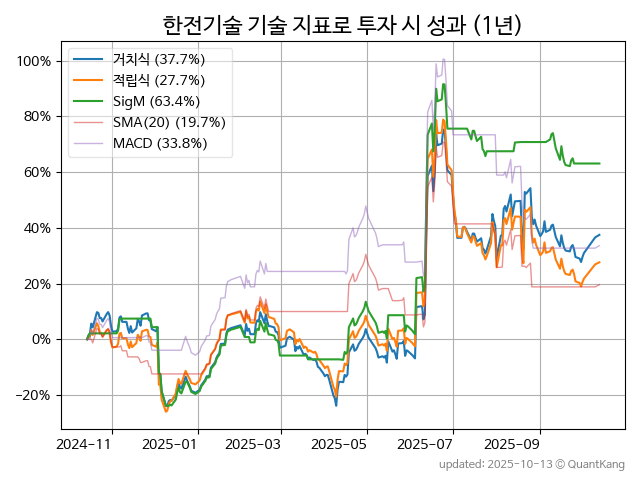 한전기술 기술 지표로 투자 시 성과 (1년)
100%
80%
60%
40%
20%
0%
−20%
거치식 (37.7%)
적립식 (27.7%)
SigM (63.4%)
SMA(20) (19.7%)
MACD (33.8%)
2024-11
2025-01
2025-03
2025-05
2025-07
2025-09
updated: 2025-10-13 © QuantKang